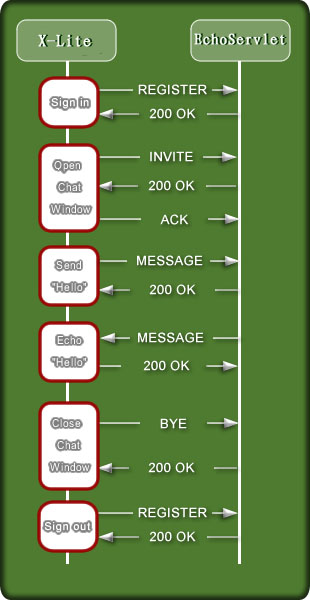 X-Lite
EchoServlet
Sign in
REGISTER
200 OK
Open
Chat
Window
INVITE
200 OK
ACK
Send
"Hello"
MESSAGE
200 OK
Echo
"Hello"
MESSAGE
200 OK
Close
Chat
Window
BYE
200 OK
Sign out
REGISTER
200 OK